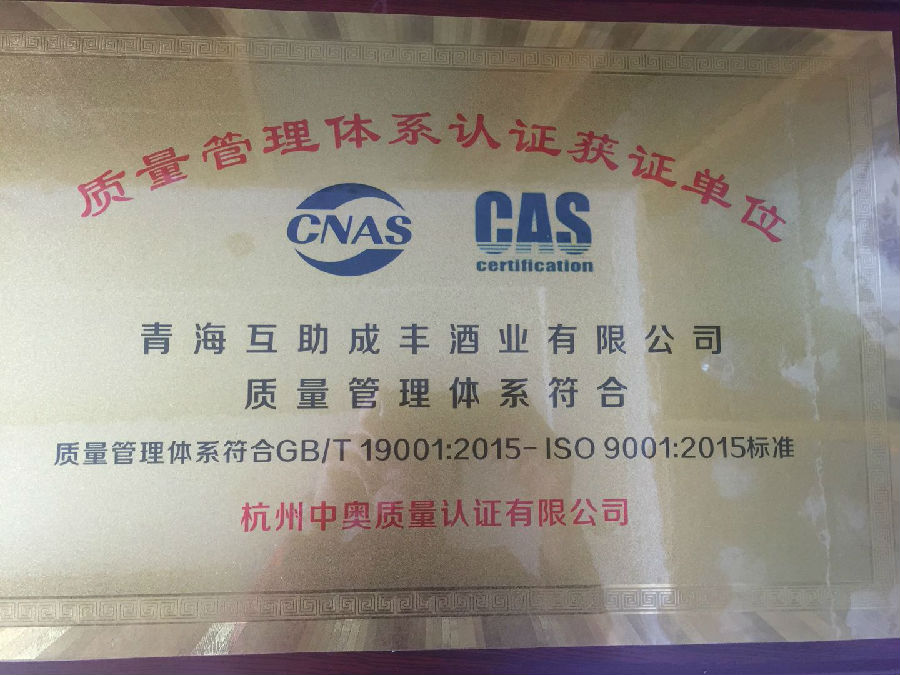 质量管理体系认证获证单位
CNAS
CAS
certification
青海互助成丰酒业有限公司
质量管理体系符合
质量管理体系符合GB/T 19001:2015-ISO 9001:2015标准
杭州中奥质量认证有限公司